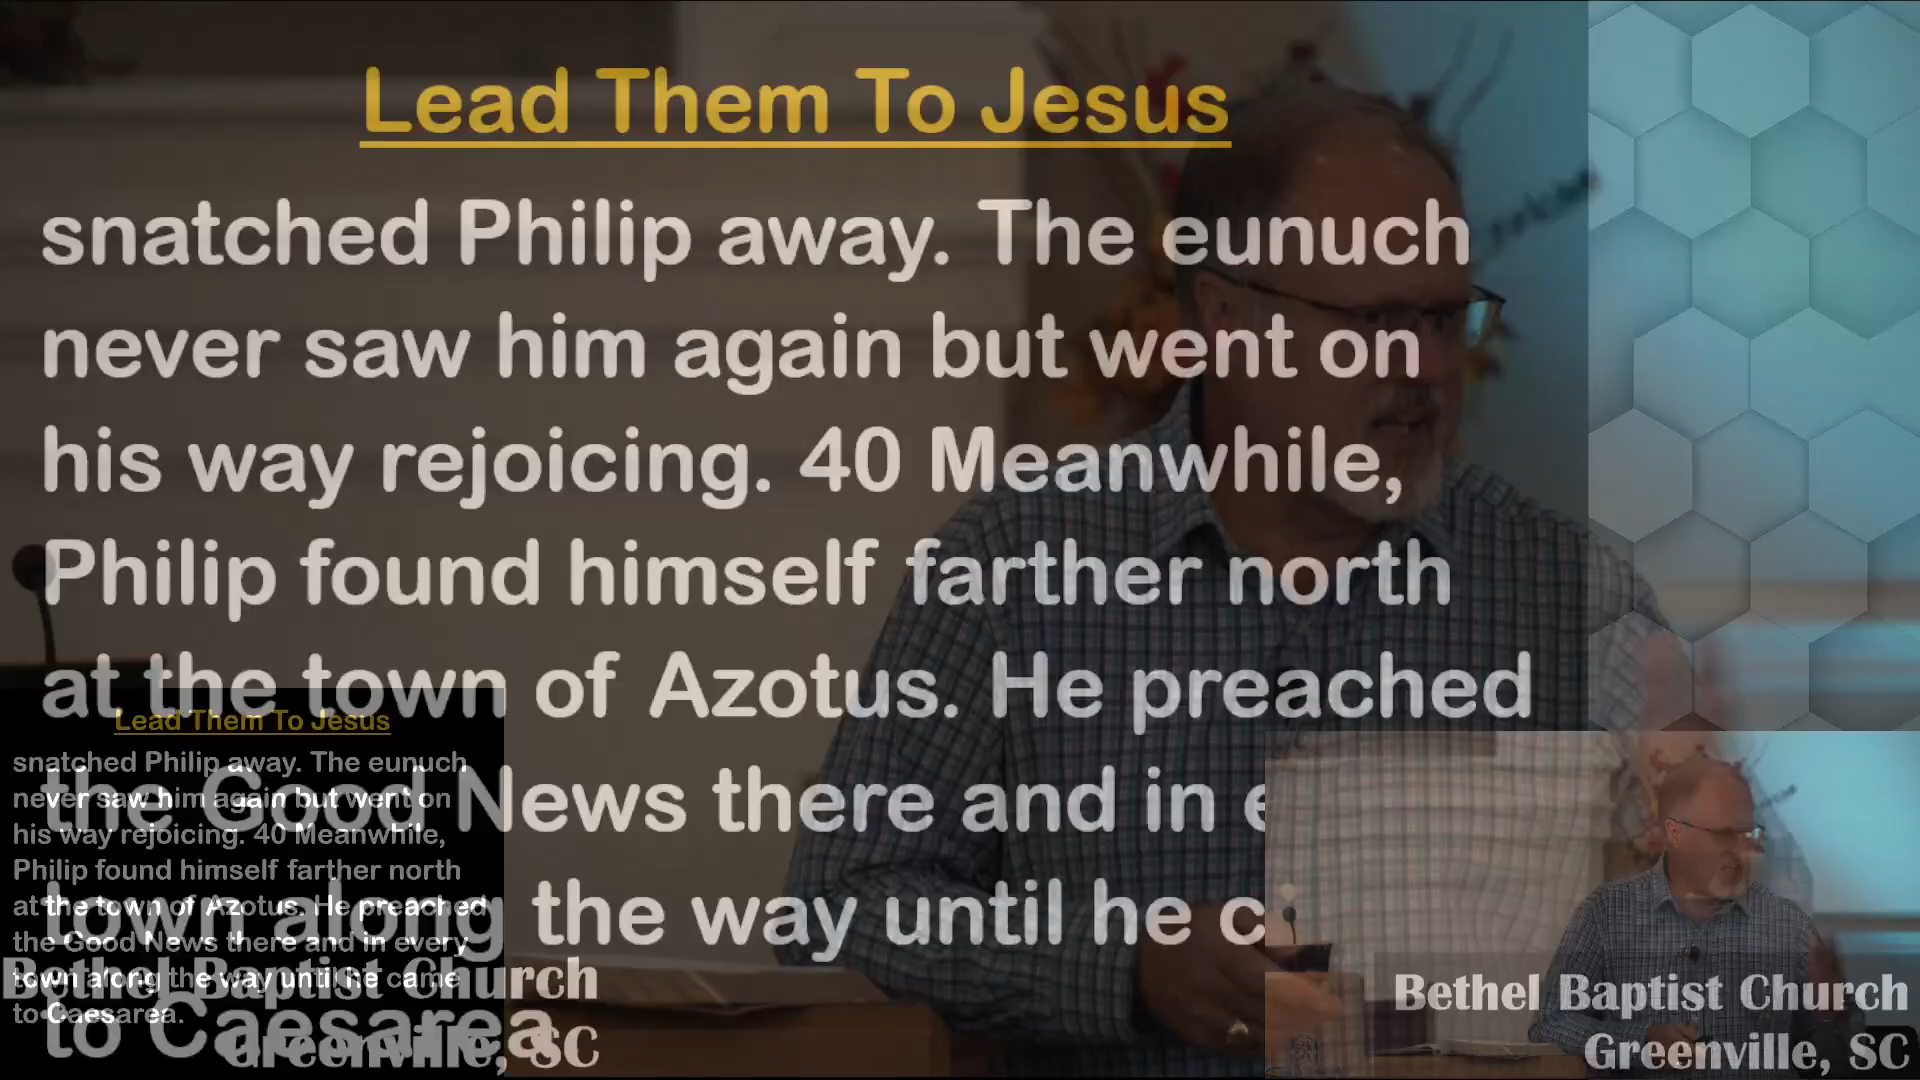 Lead Them To Jesus
snatched Philip away. The eunuch
never saw him again but went on
his way rejoicing. 40 Meanwhile,
Philip found himself farther north
at the town of Azotus. He preached
the Good News there and in e
town along the way until he c
to Caesarea
Lead Them To Jesus
snatched Philip away. The eunuch
never saw him again but went on
his way rejoicing. 40 Meanwhile,
Philip found himself farther north
at the town of Azotus. He preached
the Good News there and in every
town along the way until he came
to Caesarea.
Bethel Baptist Church
Greenville, SC
Bethel Baptist Church
Greenville, SC